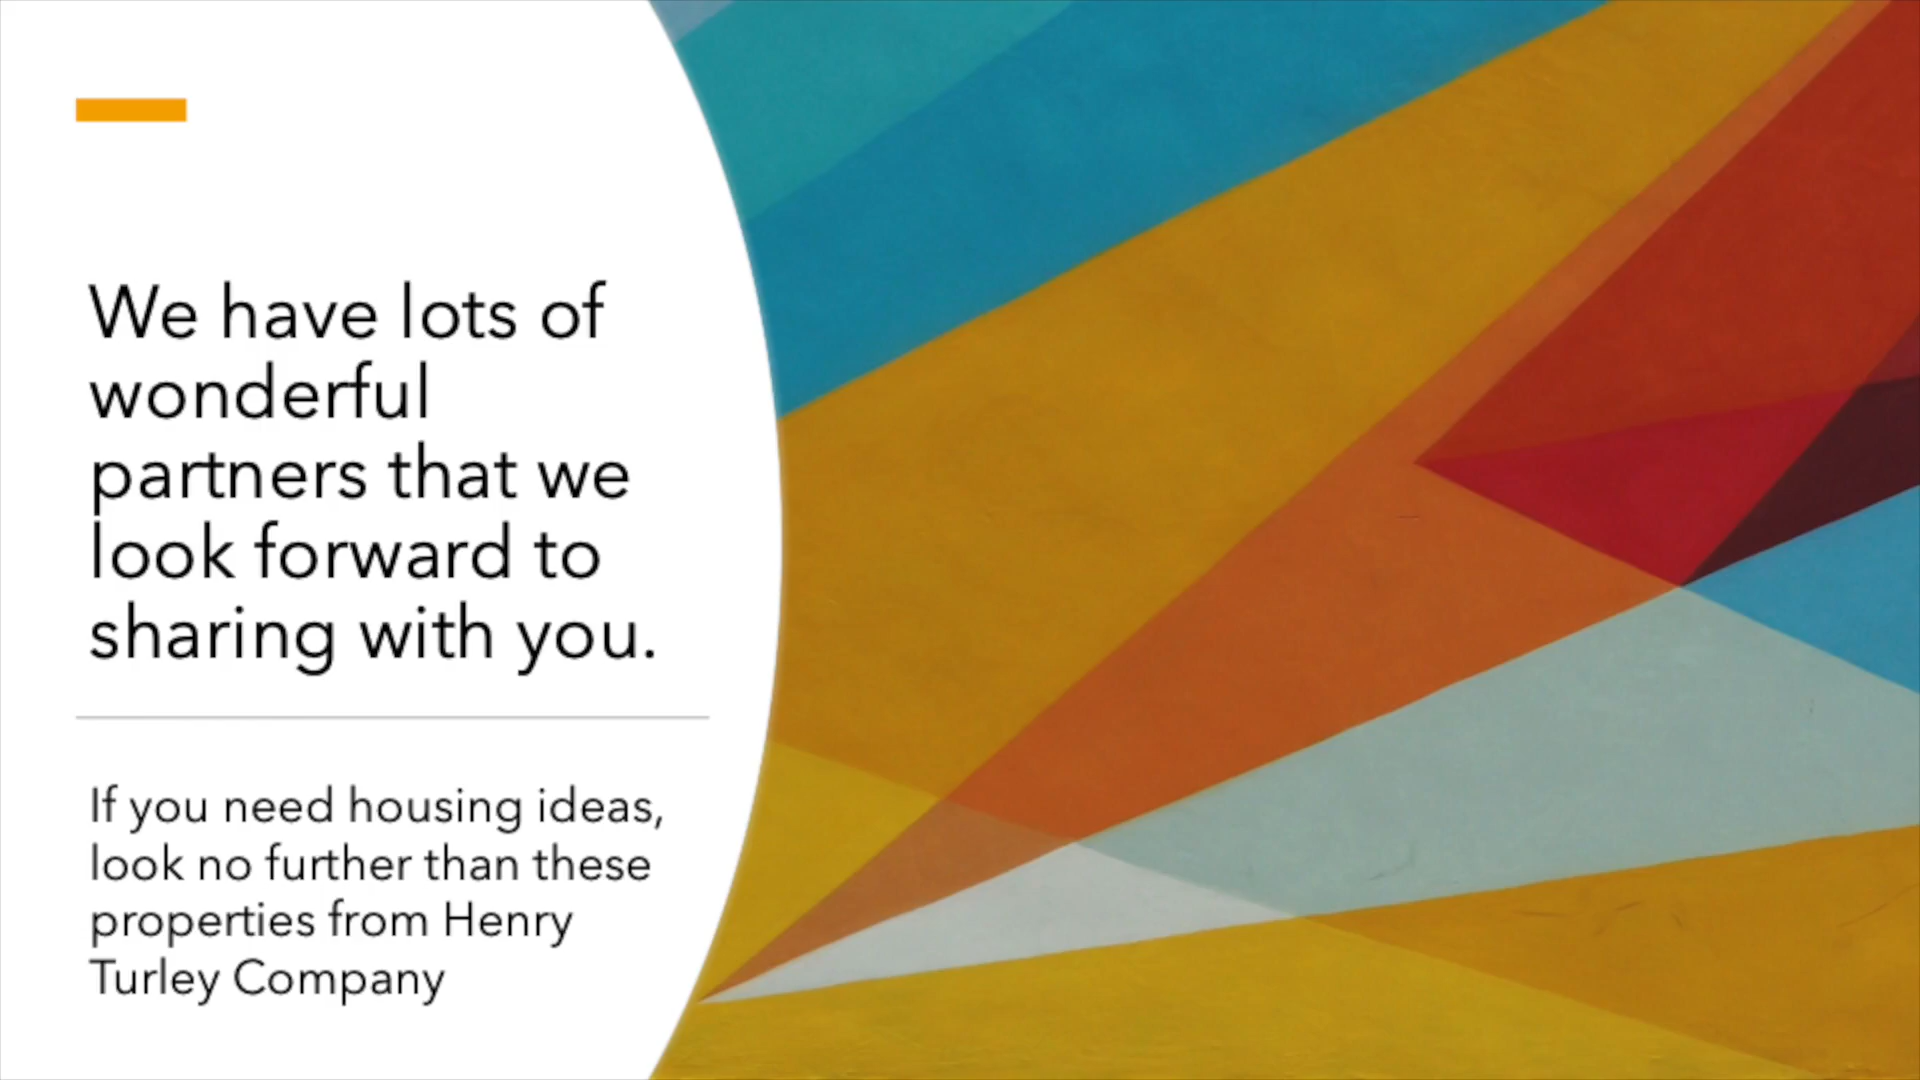 We have lots of
wonderful
partners that we
look forward to
sharing with you.
If you need housing ideas,
look no further than these
properties from Henry
Turley Company